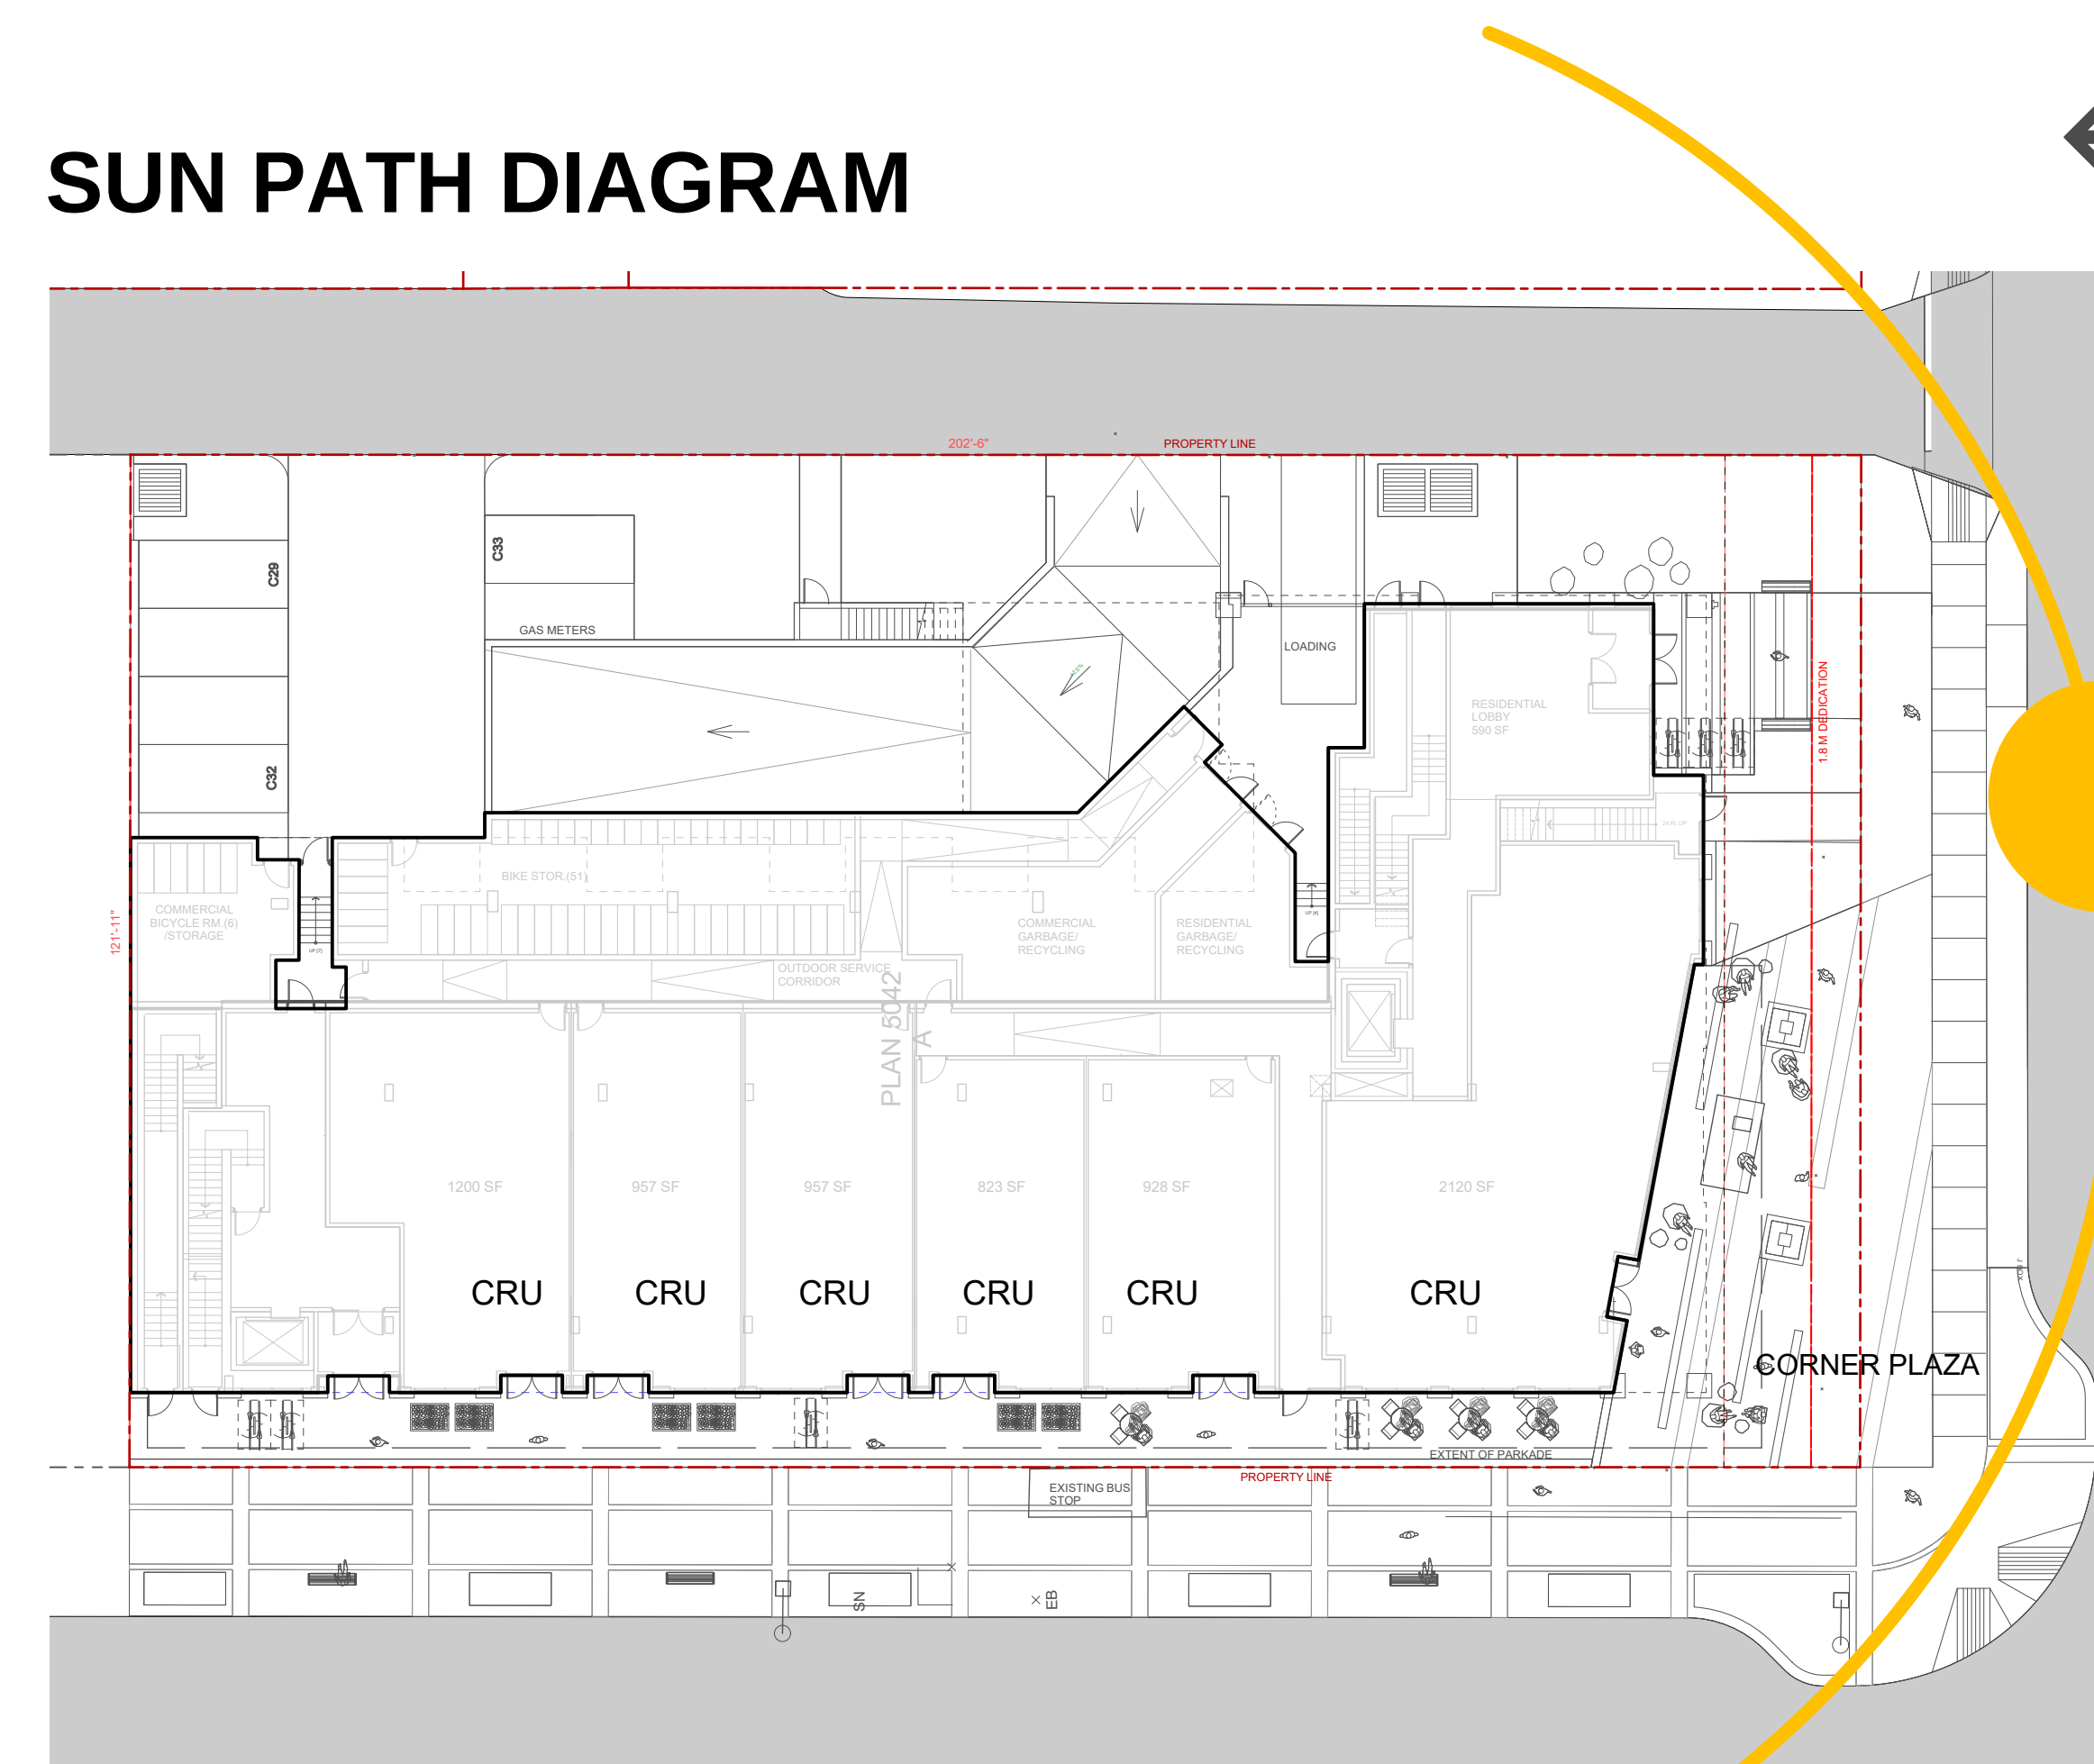 SUN PATH DIAGRAM
202'-6"
PROPERTY LINE
C29
C33
GAS METERS
LOADING
C32
RESIDENTIAL
LOBBY
590 SF
1.8 M DEDICATION
121'-11"
COMMERCIAL
BICYCLE RM.(6)
/STORAGE
BIKE STOR.(51)
UP [7]
COMMERCIAL
GARBAGE/
RECYCLING
RESIDENTIAL
GARBAGE/
RECYCLING
OUTDOOR SERVICE
CORRIDOR
PLAN 5042
A
1200 SF
957 SF
957 SF
823 SF
928 SF
2120 SF
CRU
CRU
CRU
CRU
CRU
CRU
CORNER PLAZA
EXTENT OF PARKADE
PROPERTY LINE
EXISTING BUS
STOP
SN
EB